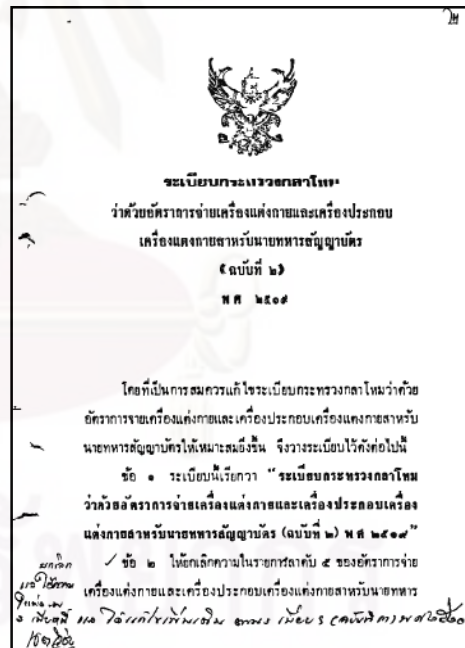 ระเบียบกระทรวงกลาโหม
ว่าด้วยอัตราการจ่ายเครื่องแต่งกายและเครื่องประกอบ
เครื่องแต่งกายสำหรับนายทหารสัญญาบัตร
(ฉบับที่ ๒)
พ.ศ. ๒๕๑๙
โดยที่เป็นการสมควรแก้ไขระเบียบกระทรวงกลาโหมว่าด้วย
อัตราการจ่ายเครื่องแต่งกายและเครื่องประกอบเครื่องแต่งกายสำหรับ
นายทหารสัญญาบัตรให้เหมาะสมยิ่งขึ้น จึงวางระเบียบไว้ดังต่อไปนี้
ข้อ ๑ ระเบียบนี้เรียกว่า "ระเบียบกระทรวงกลาโหม
ว่าด้วยอัตราการจ่ายเครื่องแต่งกายและเครื่องประกอบเครื่อง
แต่งกายสำหรับนายทหารสัญญาบัตร (ฉบับที่ ๒) พ.ศ. ๒๕๑๙"
ข้อ ๒ ให้ยกเลิกความในรายการลำดับ ๕ ของอัตราการจ่าย
เครื่องแต่งกายและเครื่องประกอบเครื่องแต่งกายสำหรับนายทหาร
ยกเลิก